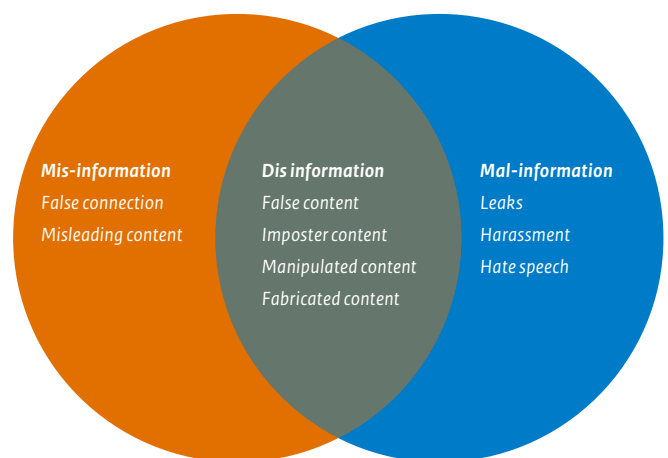 Mis-information
False connection
Misleading content
Dis information
False content
Imposter content
Manipulated content
Fabricated content
Mal-information
Leaks
Harassment
Hate speech